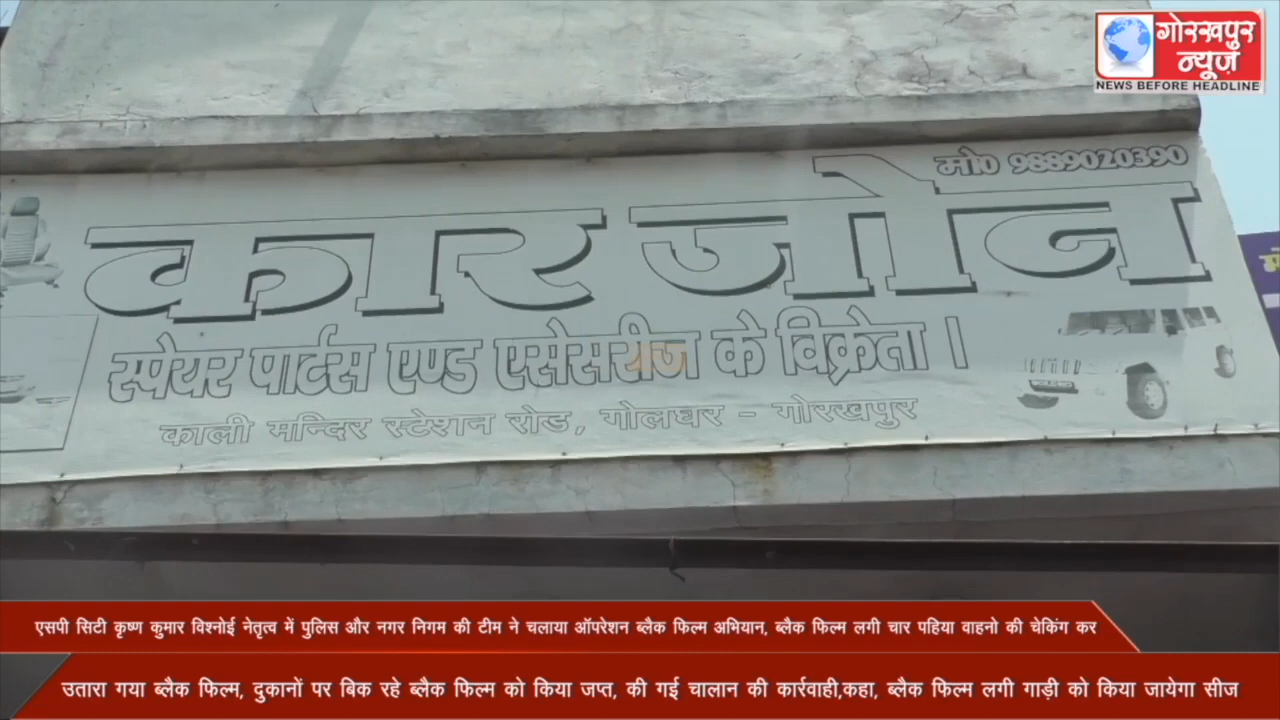 गोरखपुर
न्यूज़
NEWS BEFORE HEADLINE
मो0 9889020390
कार जोन
स्पेयर पार्टस एण्ड एसेसरीज के विक्रेता।
काली मन्दिर स्टेशन रोड, गोलघर - गोरखपुर
एसपी सिटी कृष्ण कुमार विश्नोई नेतृत्व में पुलिस और नगर निगम की टीम ने चलाया ऑपरेशन ब्लैक फिल्म अभियान, ब्लैक फिल्म लगी चार पहिया वाहनो की चेकिंग कर
उतारा गया ब्लैक फिल्म, दुकानों पर बिक रहे ब्लैक फिल्म को किया जप्त, की गई चालान की कार्रवाही,कहा, ब्लैक फिल्म लगी गाड़ी को किया जायेगा सीज